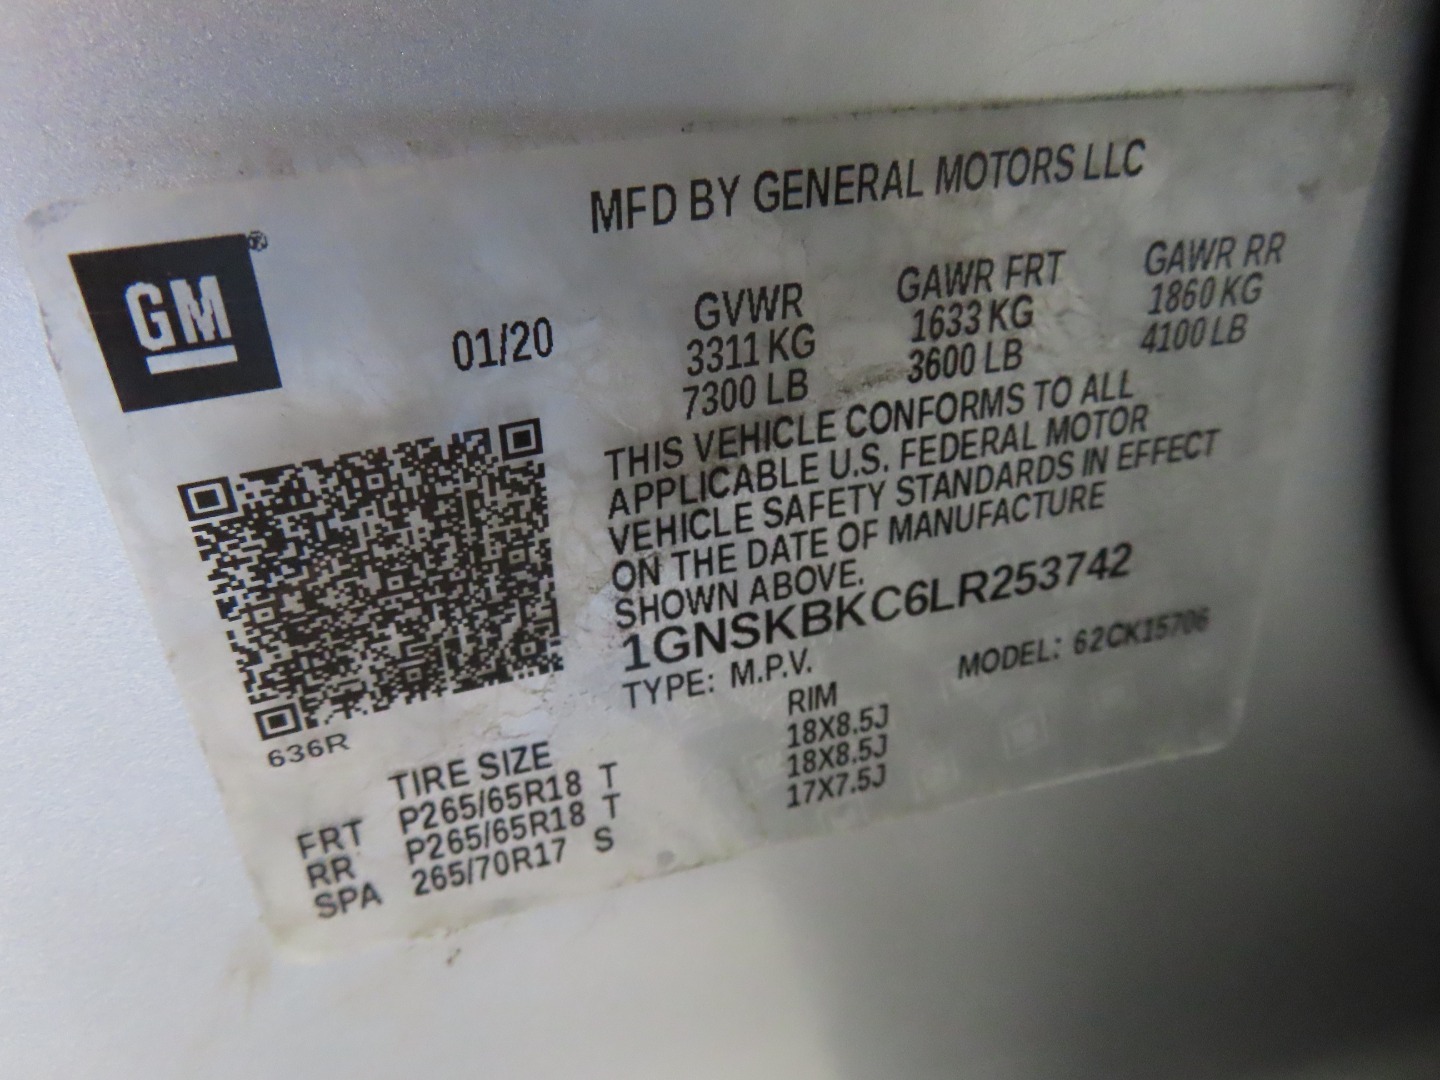 MFD BY GENERAL MOTORS LLC
GM ®
01/20
GVWR GAWR FRT GAWR RR
3311 KG 1633 KG 1860 KG
7300 LB 3600 LB 4100 LB
THIS VEHICLE CONFORMS TO ALL
APPLICABLE U.S. FEDERAL MOTOR
VEHICLE SAFETY STANDARDS IN EFFECT
ON THE DATE OF MANUFACTURE
SHOWN ABOVE.
1GNSKBKC6LR253742
TYPE: M.P.V. MODEL: 62CK15706
636R
TIRE SIZE RIM
FRT P265/65R18 T 18X8.5J
RR P265/65R18 T 18X8.5J
SPA 265/70R17 S 17X7.5J